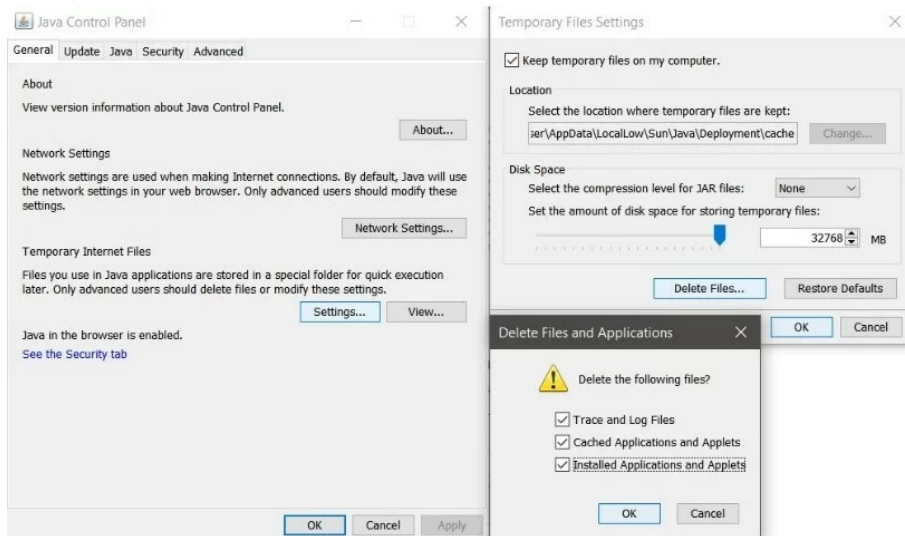 Java Control Panel
General Update Java Security Advanced
About
View version information about Java Control Panel.
About...
Network Settings
Network settings are used when making Internet connections. By default, Java will use
the network settings in your web browser. Only advanced users should modify these
settings.
Network Settings...
Temporary Internet Files
Files you use in Java applications are stored in a special folder for quick execution
later. Only advanced users should delete files or modify these settings.
Settings... View...
Java in the browser is enabled.
See the Security tab
OK Cancel Apply
Temporary Files Settings
Keep temporary files on my computer.
Location
Select the location where temporary files are kept:
ser\AppData\LocalLow\Sun\Java\Deployment\cache Change...
Disk Space
Select the compression level for JAR files: None
Set the amount of disk space for storing temporary files:
32768 MB
Delete Files... Restore Defaults
OK Cancel
Delete Files and Applications
Delete the following files?
Trace and Log Files
Cached Applications and Applets
Installed Applications and Applets
OK Cancel